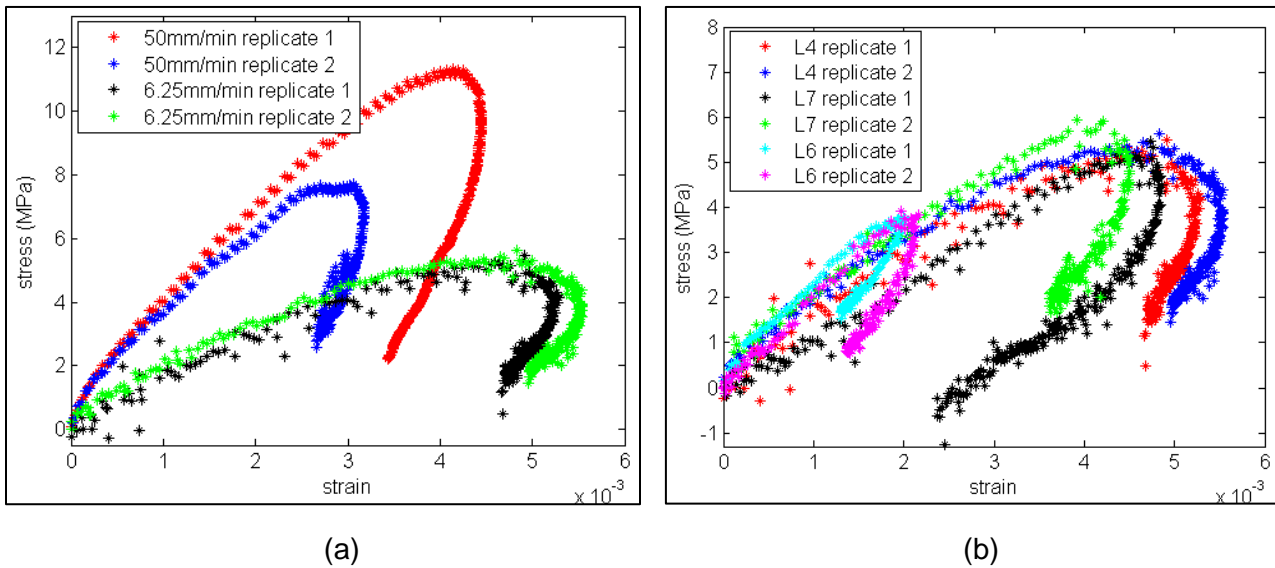 12
10
8
6
4
2
0
stress (MPa)
50mm/min replicate 1
50mm/min replicate 2
6.25mm/min replicate 1
6.25mm/min replicate 2
0 1 2 3 4 5 6
strain
x 10⁻³
(a)
8
7
6
5
4
3
2
1
0
-1
stress (MPa)
L4 replicate 1
L4 replicate 2
L7 replicate 1
L7 replicate 2
L6 replicate 1
L6 replicate 2
0 1 2 3 4 5 6
strain
x 10⁻³
(b)